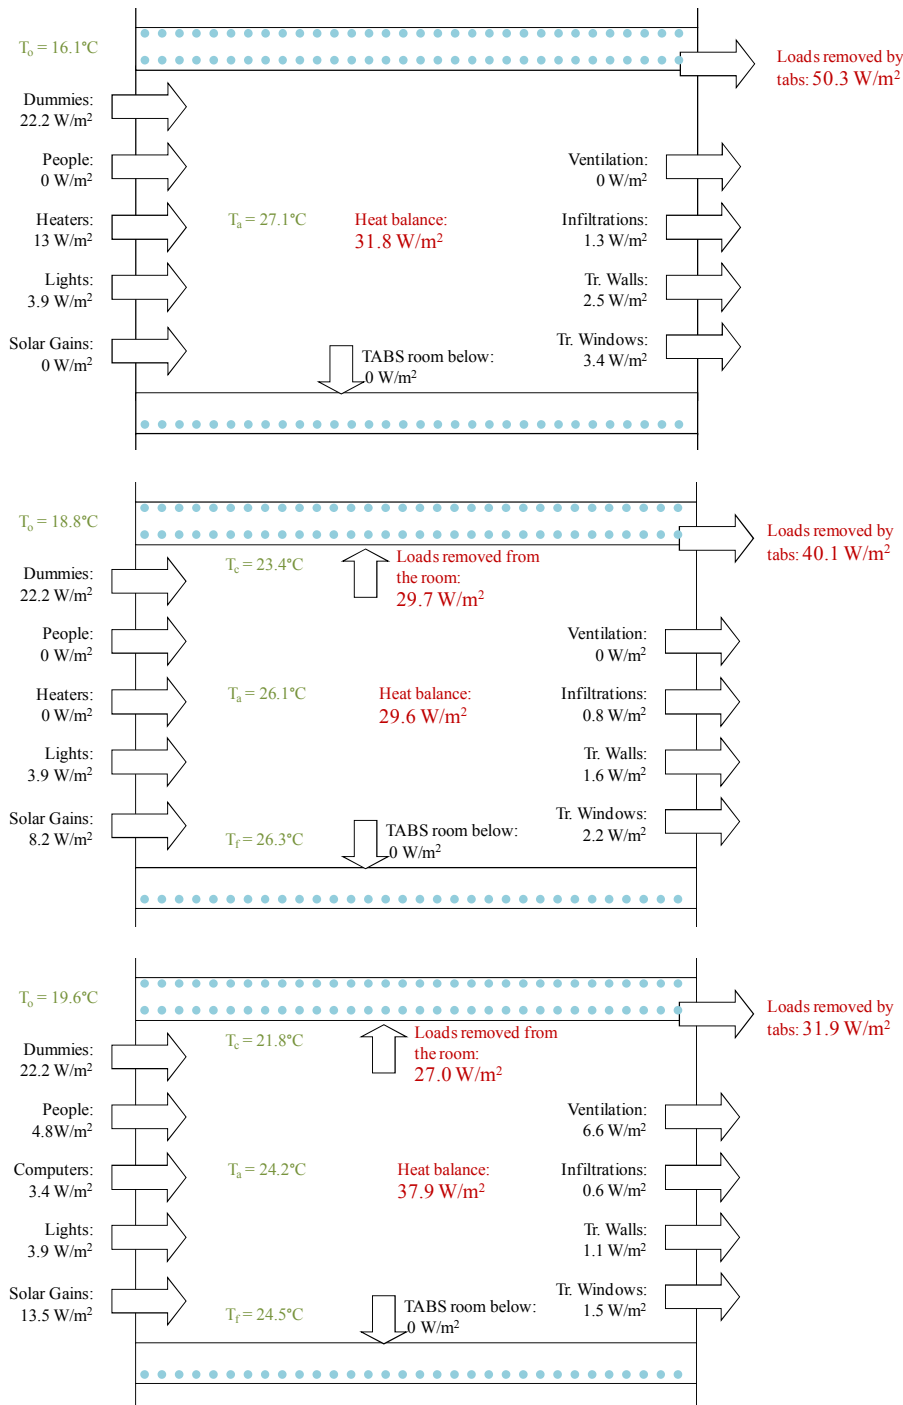 T₀ = 16.1°C
Loads removed by
tabs: 50.3 W/m²
Dummies:
22.2 W/m²
People:
0 W/m²
Ventilation:
0 W/m²
Heaters:
13 W/m²
Tₐ = 27.1°C
Heat balance:
31.8 W/m²
Infiltrations:
1.3 W/m²
Lights:
3.9 W/m²
Tr. Walls:
2.5 W/m²
Solar Gains:
0 W/m²
TABS room below:
0 W/m²
Tr. Windows:
3.4 W/m²
Tₒ = 18.8°C
Loads removed by
tabs: 40.1 W/m²
T꜀ = 23.4°C
Loads removed from
the room:
29.7 W/m²
Dummies:
22.2 W/m²
People:
0 W/m²
Ventilation:
0 W/m²
Heaters:
0 W/m²
Tₐ = 26.1°C
Heat balance:
29.6 W/m²
Infiltrations:
0.8 W/m²
Lights:
3.9 W/m²
Tr. Walls:
1.6 W/m²
Solar Gains:
8.2 W/m²
T_f = 26.3°C
TABS room below:
0 W/m²
Tr. Windows:
2.2 W/m²
Tₒ = 19.6°C
Loads removed by
tabs: 31.9 W/m²
T꜀ = 21.8°C
Loads removed from
the room:
27.0 W/m²
Dummies:
22.2 W/m²
People:
4.8W/m²
Ventilation:
6.6 W/m²
Computers:
3.4 W/m²
Tₐ = 24.2°C
Heat balance:
37.9 W/m²
Infiltrations:
0.6 W/m²
Lights:
3.9 W/m²
Tr. Walls:
1.1 W/m²
Solar Gains:
13.5 W/m²
T_f = 24.5°C
TABS room below:
0 W/m²
Tr. Windows:
1.5 W/m²